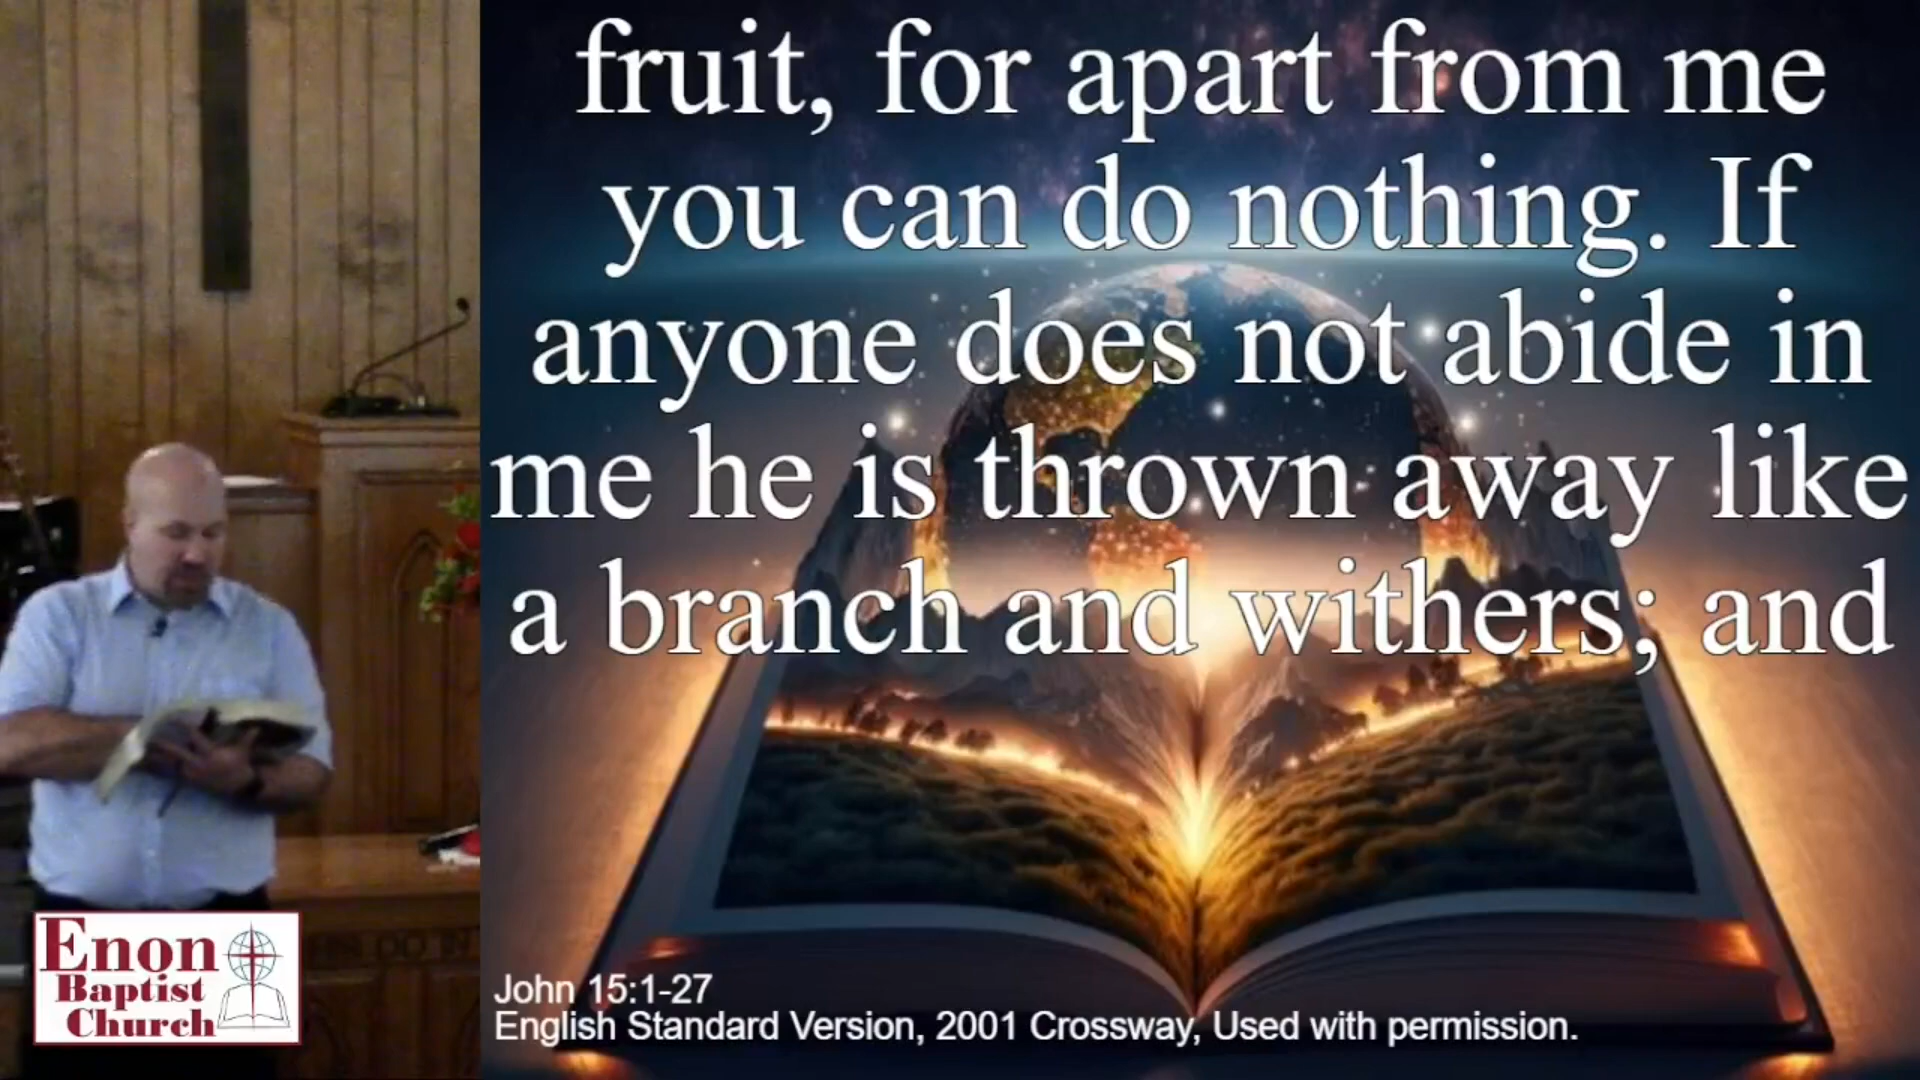 fruit, for apart from me
you can do nothing. If
anyone does not abide in
me he is thrown away like
a branch and withers; and
John 15:1-27
English Standard Version, 2001 Crossway, Used with permission.
Enon
Baptist
Church